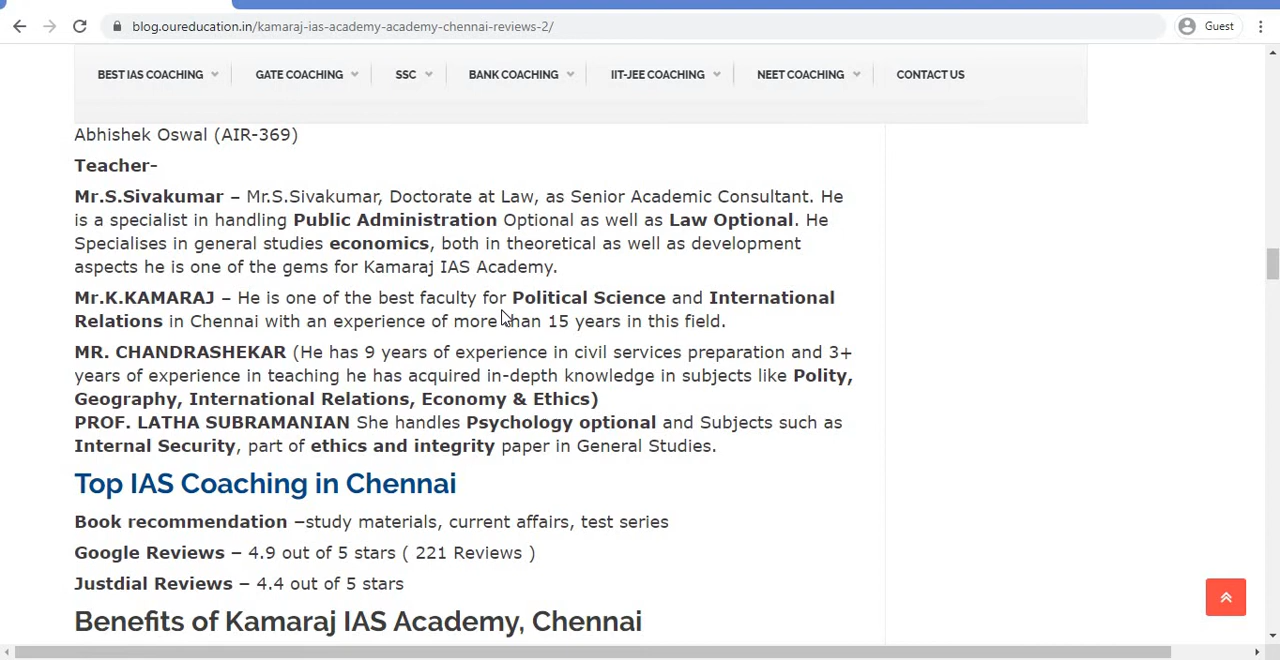 blog.oureducation.in/kamaraj-ias-academy-academy-chennai-reviews-2/
Guest
BEST IAS COACHING GATE COACHING SSC BANK COACHING IIT-JEE COACHING NEET COACHING CONTACT US
Abhishek Oswal (AIR-369)
Teacher-
Mr.S.Sivakumar – Mr.S.Sivakumar, Doctorate at Law, as Senior Academic Consultant. He
is a specialist in handling Public Administration Optional as well as Law Optional. He
Specialises in general studies economics, both in theoretical as well as development
aspects he is one of the gems for Kamaraj IAS Academy.
Mr.K.KAMARAJ – He is one of the best faculty for Political Science and International
Relations in Chennai with an experience of more than 15 years in this field.
MR. CHANDRASHEKAR (He has 9 years of experience in civil services preparation and 3+
years of experience in teaching he has acquired in-depth knowledge in subjects like Polity,
Geography, International Relations, Economy & Ethics)
PROF. LATHA SUBRAMANIAN She handles Psychology optional and Subjects such as
Internal Security, part of ethics and integrity paper in General Studies.
Top IAS Coaching in Chennai
Book recommendation –study materials, current affairs, test series
Google Reviews – 4.9 out of 5 stars ( 221 Reviews )
Justdial Reviews – 4.4 out of 5 stars
Benefits of Kamaraj IAS Academy, Chennai